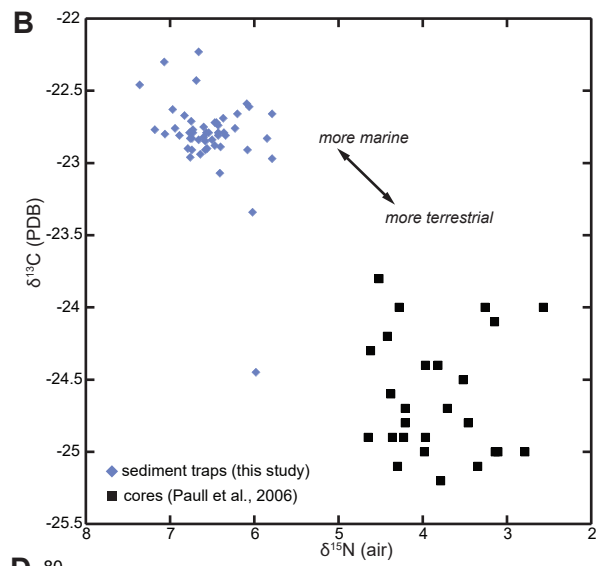 B
-22
-22.5
-23
-23.5
-24
-24.5
-25
-25.5
δ¹³C (PDB)
more marine
more terrestrial
sediment traps (this study)
cores (Paull et al., 2006)
8 7 6 5 4 3 2
δ¹⁵N (air)
D 80